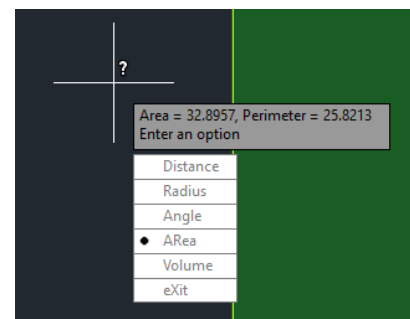 ?
Area = 32.8957, Perimeter = 25.8213
Enter an option
Distance
Radius
Angle
ARea
Volume
eXit